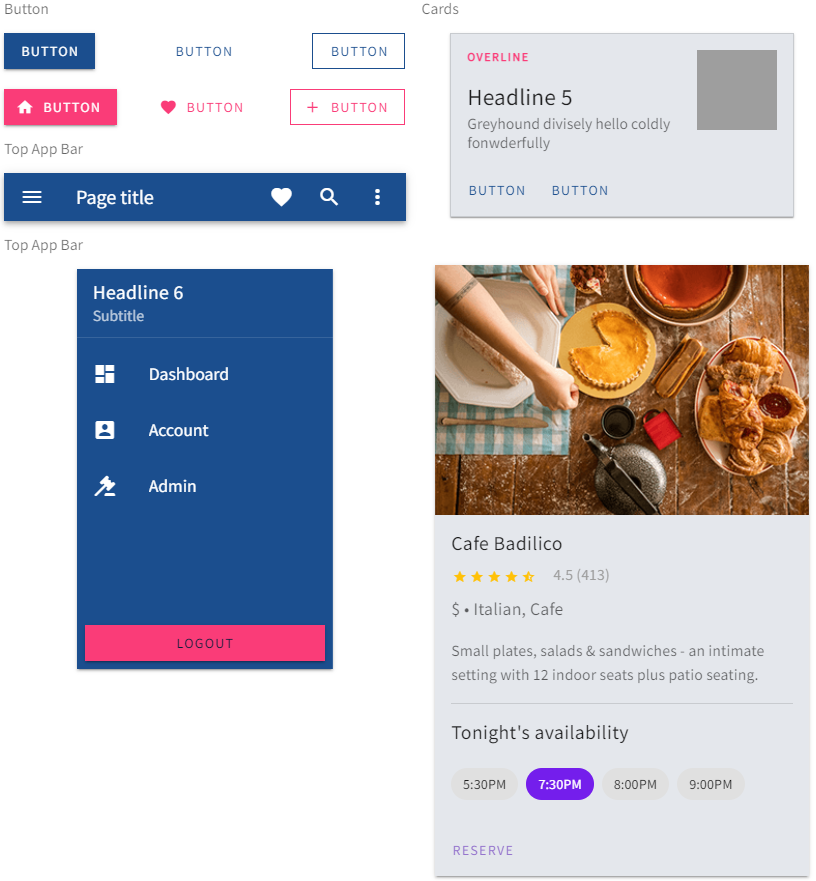 Button
BUTTON
BUTTON
BUTTON
BUTTON
BUTTON
BUTTON
Top App Bar
Page title
Top App Bar
Headline 6
Subtitle
Dashboard
Account
Admin
LOGOUT
Cards
OVERLINE
Headline 5
Greyhound divisely hello coldly
fonwderfully
BUTTON BUTTON
Cafe Badilico
4.5 (413)
$ • Italian, Cafe
Small plates, salads & sandwiches - an intimate
setting with 12 indoor seats plus patio seating.
Tonight's availability
5:30PM 7:30PM 8:00PM 9:00PM
RESERVE